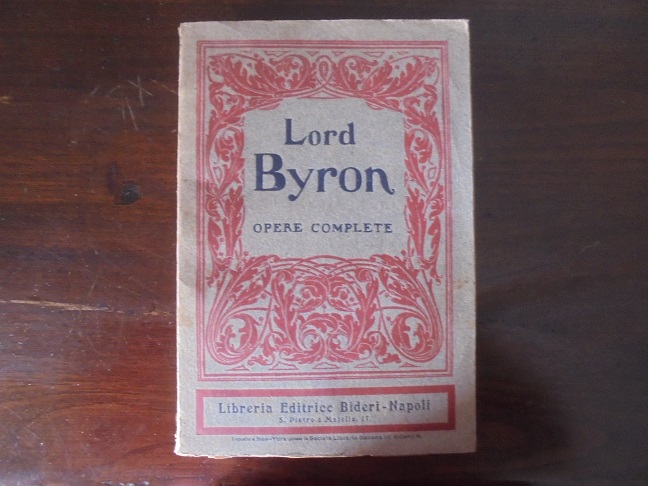 Lord
Byron
OPERE COMPLETE
Libreria Editrice Bideri-Napoli
S. Pietro a Majella, 17.